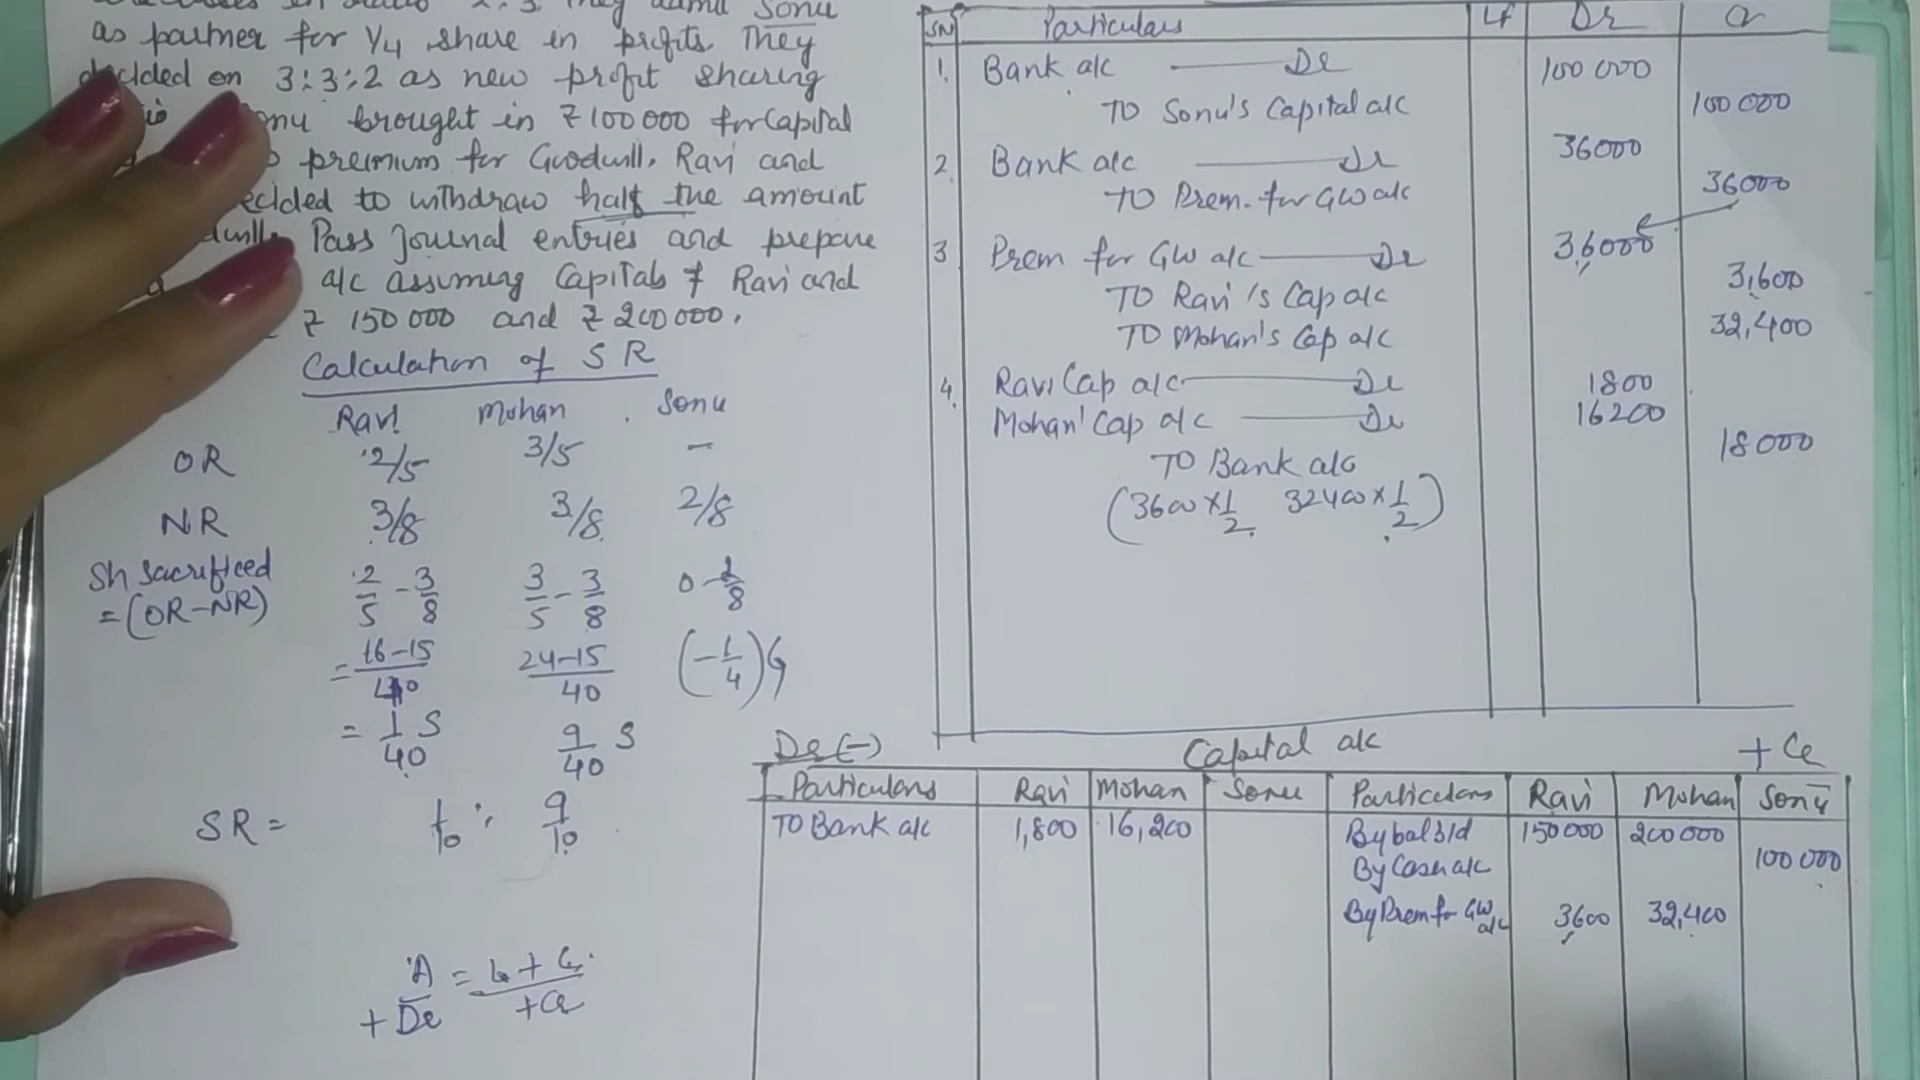 2:3. They admit Sonu
as partner for 1/4 share in profits. They
decided on 3:3:2 as new profit sharing
brought in ₹100000 for Capital
premium for Goodwill. Ravi and
decided to withdraw half the amount
Pass Journal entries and prepare
a/c assuming Capitals of Ravi and
₹ 150000 and ₹ 200000.
Calculation of SR
Ravi Mohan Sonu
OR 2/5 3/5 –
NR 3/8 3/8 2/8
Sh sacrificed
= (OR-NR)
2/5 - 3/8 3/5 - 3/8 0 - 2/8
= 16-15/40 24-15/40 (-1/4)G
= 1/40 S 9/40 S
SR = 1/10 : 9/10
A = L + C
+ Dr + Cr
SN Particulars LF Dr Cr
1. Bank a/c Dr 100000
TO Sonu's Capital a/c 100000
2. Bank a/c Dr 36000
TO Prem. for GW a/c 36000
3 Prem for GW a/c Dr 36000
TO Ravi's Cap a/c 3,600
TO Mohan's Cap a/c 32,400
4. Ravi Cap a/c Dr 1800
Mohan' Cap a/c Dr 16200
TO Bank a/c 18000
(3600 x 1/2 32400 x 1/2)
Dr (-) Capital a/c + Cr
Particulars Ravi Mohan Sonu Particulars Ravi Mohan Sonu
TO Bank a/c 1,800 16,200 By bal b/d 150000 200000
By Cash a/c 100000
By Prem for GW a/c 3600 32,400